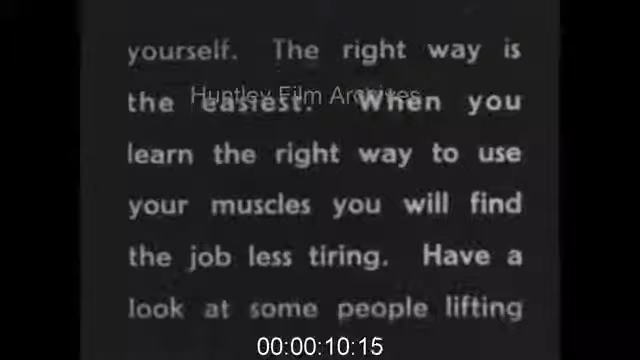 yourself. The right way is
Huntley Film Archives
the easiest. When you
learn the right way to use
your muscles you will find
the job less tiring. Have a
look at some people lifting
00:00:10:15